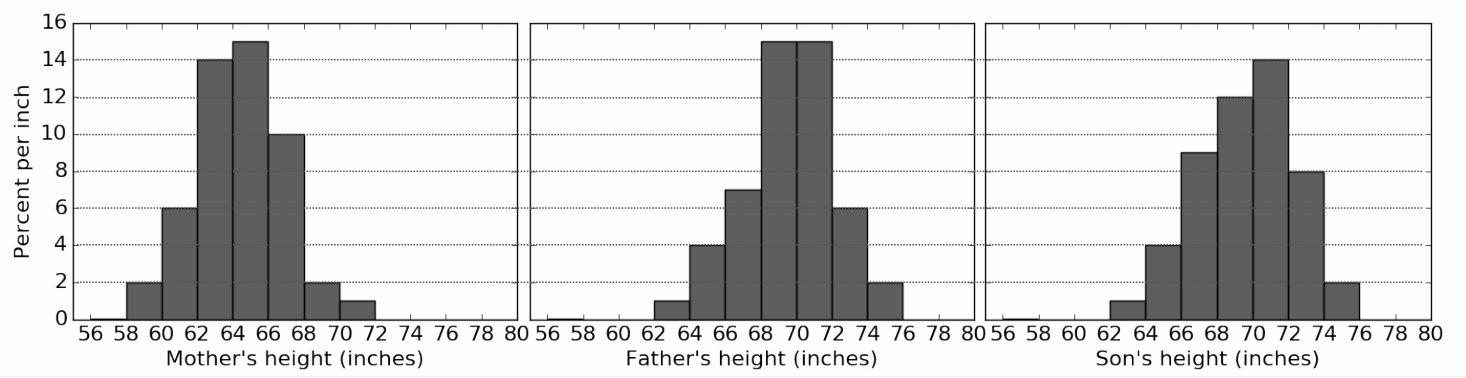 16
14
12
10
8
6
4
2
0
Percent per inch
56 58 60 62 64 66 68 70 72 74 76 78 80
Mother's height (inches)
56 58 60 62 64 66 68 70 72 74 76 78 80
Father's height (inches)
56 58 60 62 64 66 68 70 72 74 76 78 80
Son's height (inches)